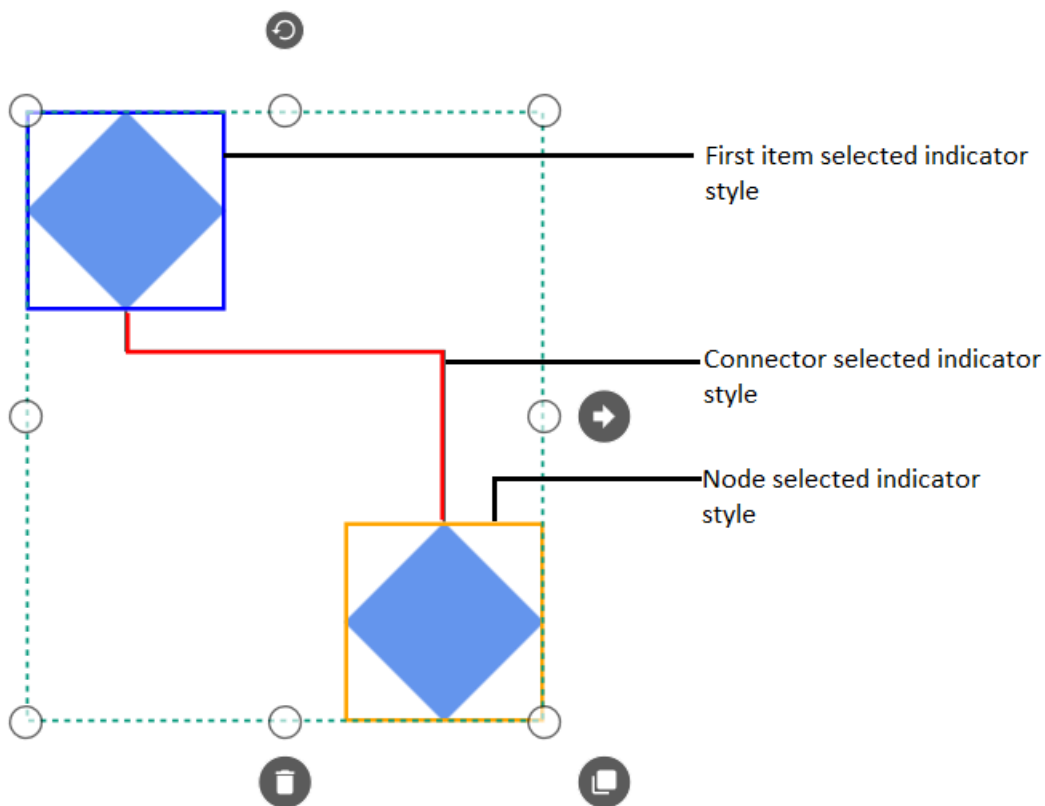 First item selected indicator
style
Connector selected indicator
style
Node selected indicator
style